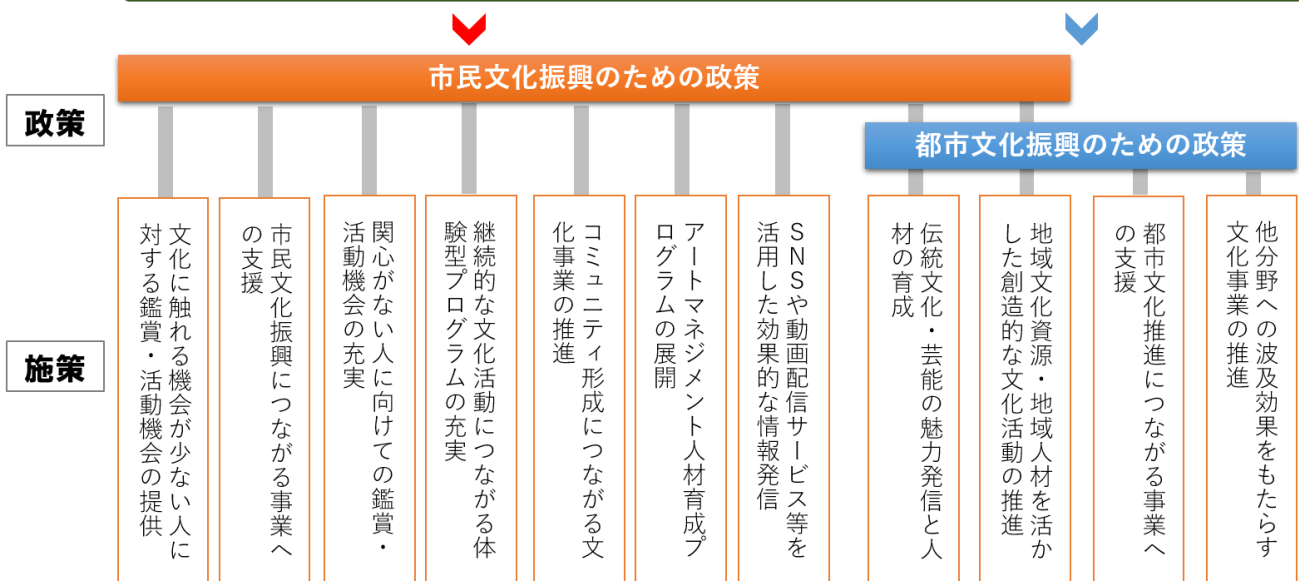 市民文化振興のための政策
政策
都市文化振興のための政策
施策
文化に触れる機会が少ない人に
対する鑑賞・活動機会の提供
市民文化振興につながる事業へ
の支援
関心がない人に向けての鑑賞・
活動機会の充実
継続的な文化活動につながる体
験型プログラムの充実
コミュニティ形成につながる文
化事業の推進
アートマネジメント人材育成プ
ログラムの展開
SNSや動画配信サービス等を
活用した効果的な情報発信
伝統文化・芸能の魅力発信と人
材の育成
地域文化資源・地域人材を活か
した創造的な文化活動の推進
都市文化推進につながる事業へ
の支援
他分野への波及効果をもたらす
文化事業の推進